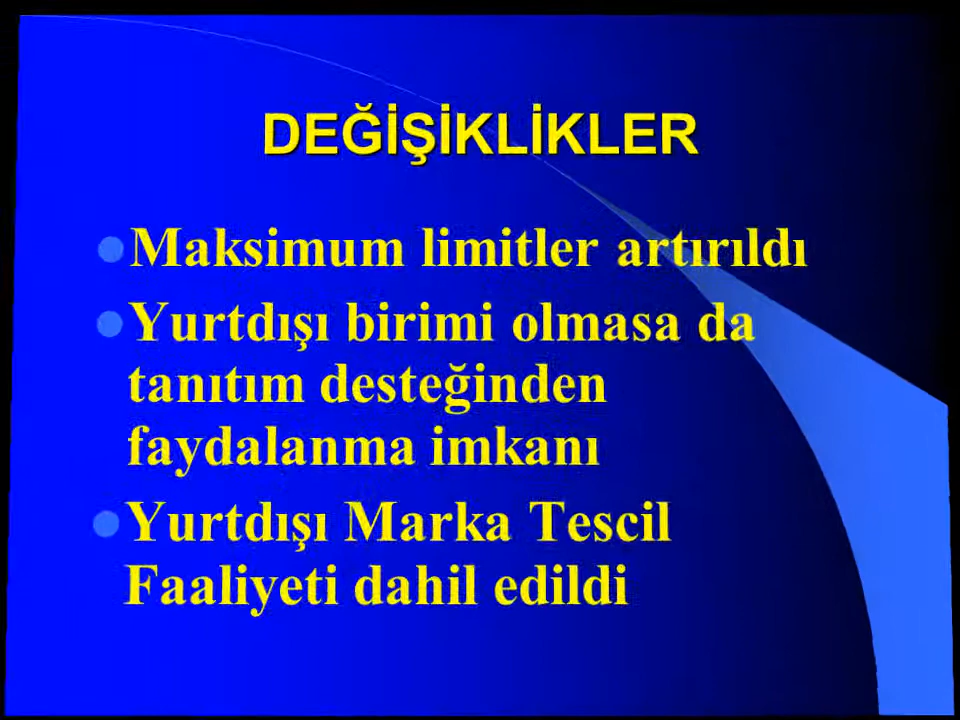 DEĞİŞİKLİKLER
Maksimum limitler artırıldı
Yurtdışı birimi olmasa da
tanıtım desteğinden
faydalanma imkanı
Yurtdışı Marka Tescil
Faaliyeti dahil edildi